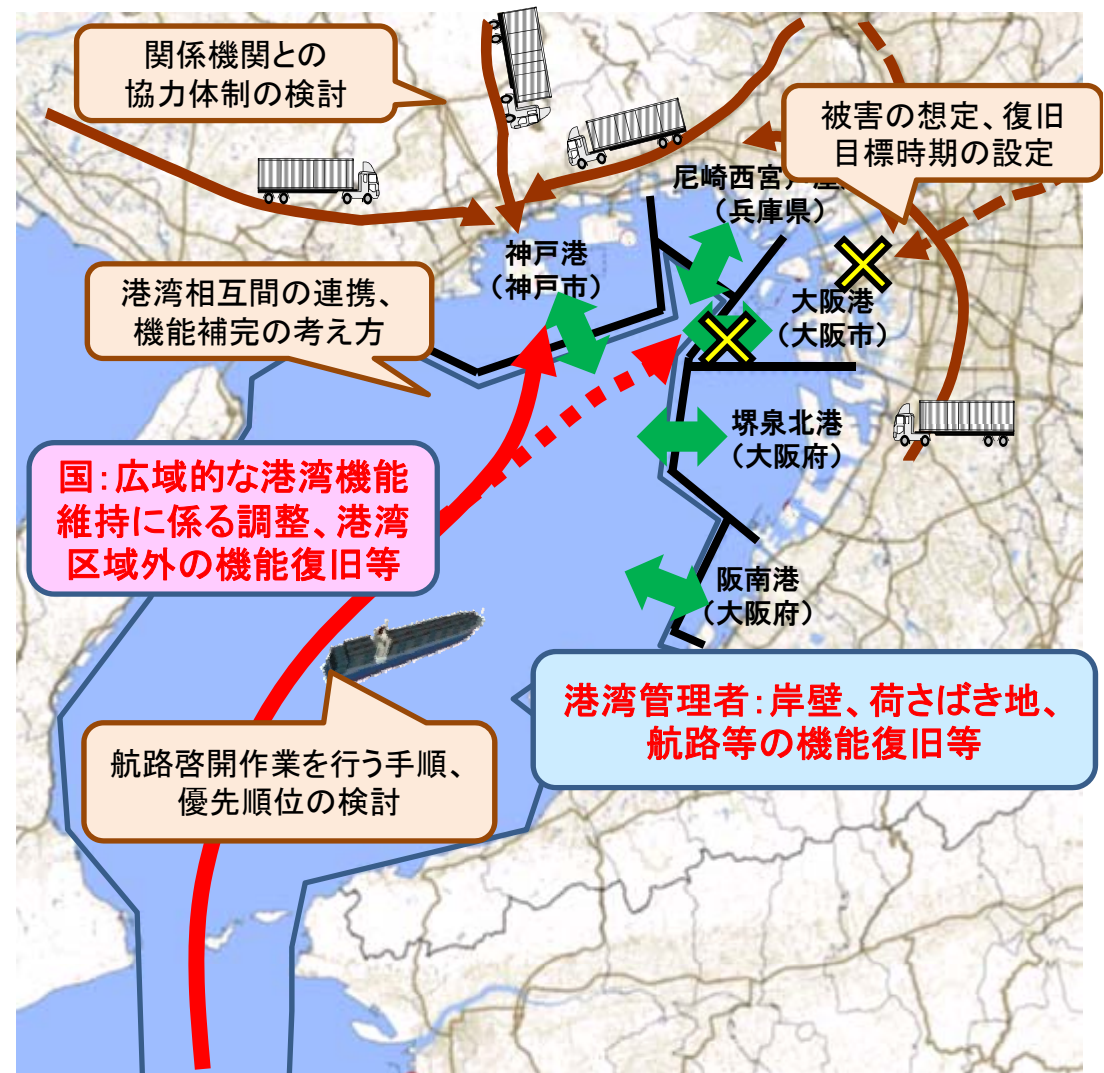 関係機関との
協力体制の検討
被害の想定、復旧
目標時期の設定
尼崎西宮
（兵庫県）
神戸港
（神戸市）
大阪港
（大阪市）
港湾相互間の連携、
機能補完の考え方
堺泉北港
（大阪府）
国：広域的な港湾機能
維持に係る調整、港湾
区域外の機能復旧等
阪南港
（大阪府）
港湾管理者：岸壁、荷さばき地、
航路等の機能復旧等
航路啓開作業を行う手順、
優先順位の検討